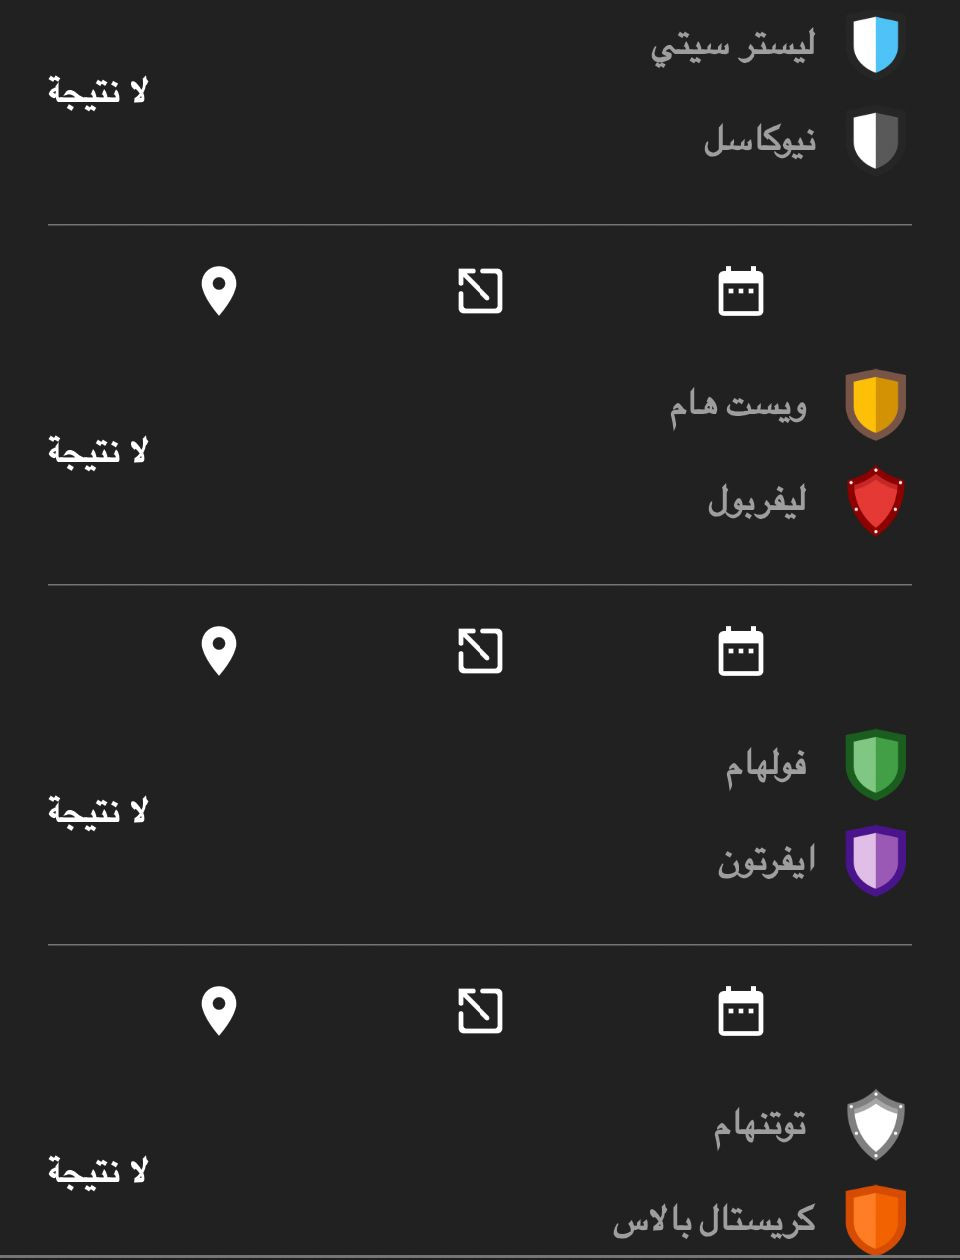 ليستر سيتي
لا نتيجة
نيوكاسل
ويست هام
لا نتيجة
ليفربول
فولهام
لا نتيجة
ايفرتون
توتنهام
لا نتيجة
كريستال بالاس